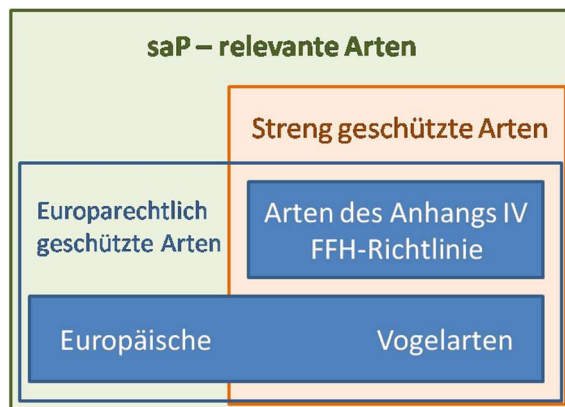 saP – relevante Arten
Streng geschützte Arten
Europarechtlich
geschützte Arten
Arten des Anhangs IV
FFH-Richtlinie
Europäische Vogelarten